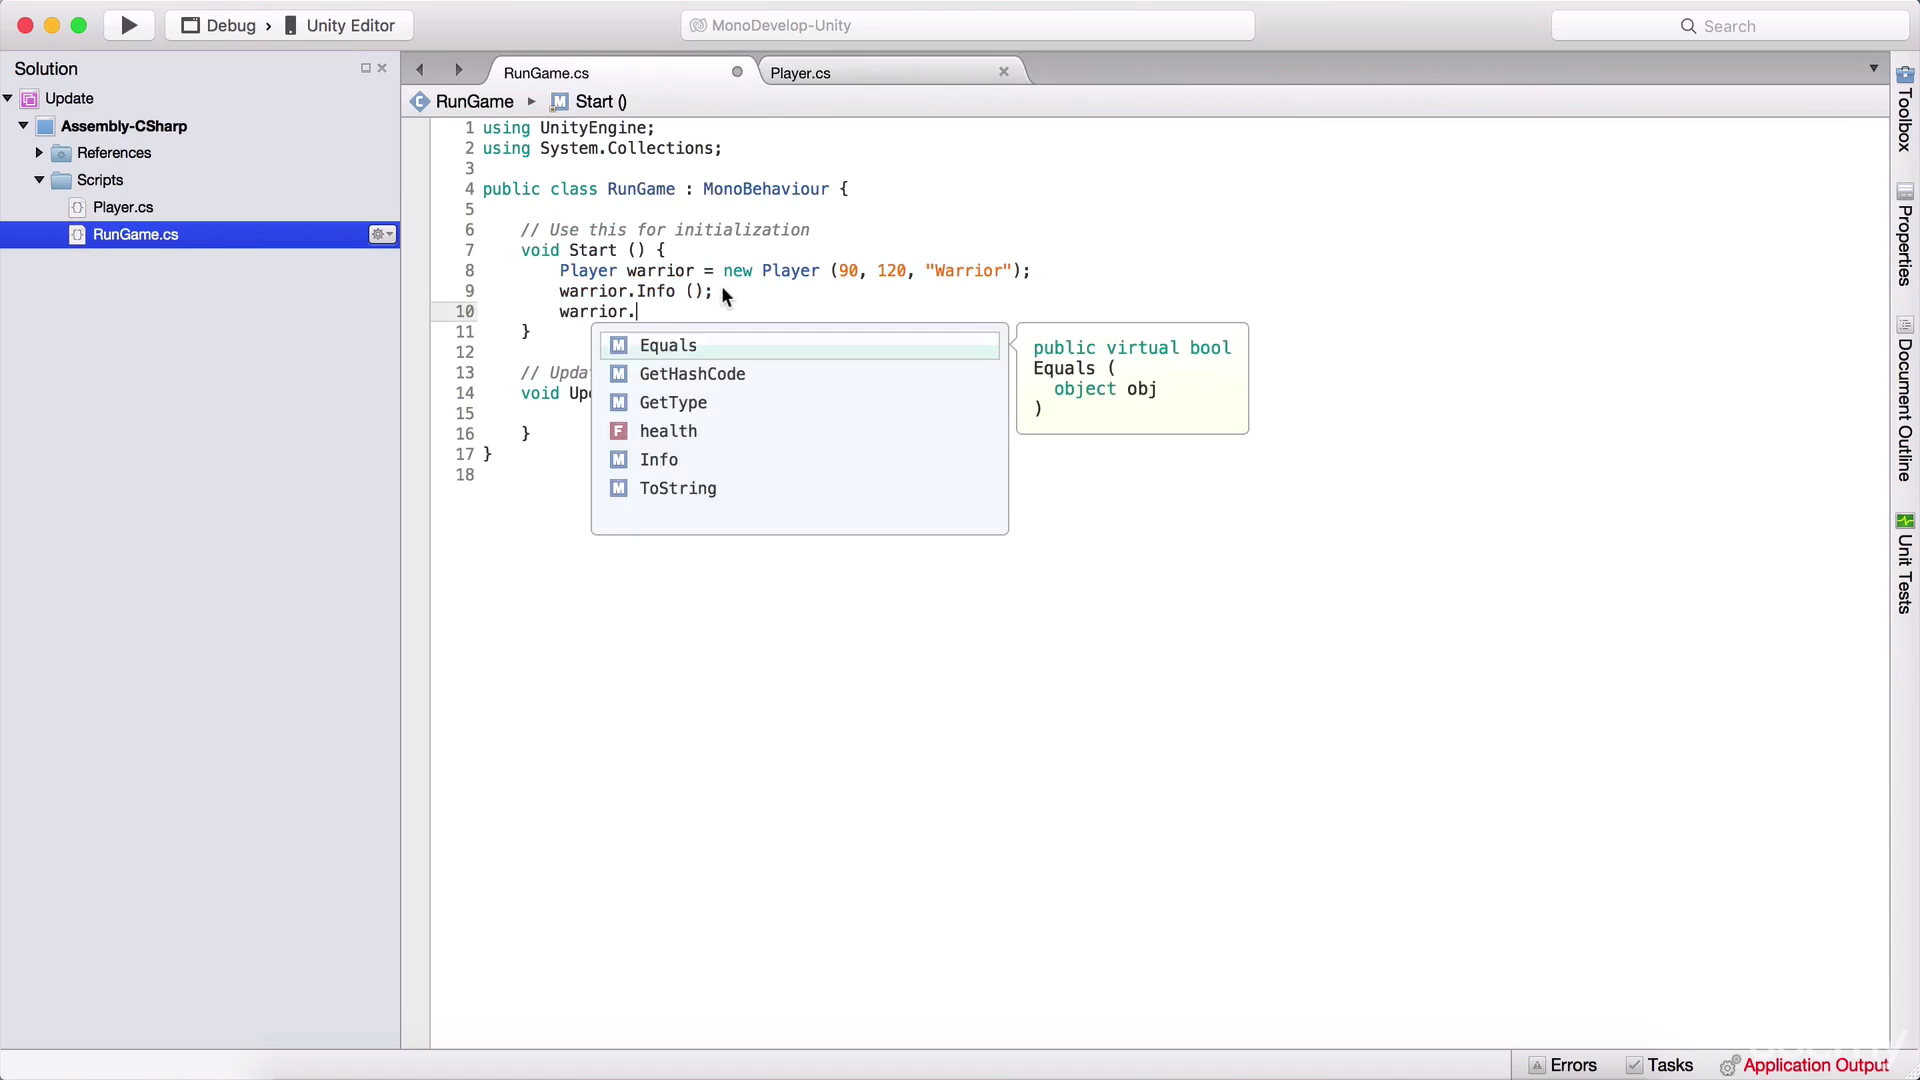 Debug › Unity Editor
MonoDevelop-Unity
Search
Solution
Update
Assembly-CSharp
References
Scripts
Player.cs
RunGame.cs
RunGame.cs
Player.cs
RunGame
Start ()
1 using UnityEngine;
2 using System.Collections;
3
4 public class RunGame : MonoBehaviour {
5
6 // Use this for initialization
7 void Start () {
8 Player warrior = new Player (90, 120, "Warrior");
9 warrior.Info ();
10 warrior.
11 }
12
13 // Upda
14 void Up
15
16 }
17 }
18
M Equals
M GetHashCode
M GetType
F health
M Info
M ToString
public virtual bool
Equals (
object obj
)
Toolbox
Properties
Document Outline
Unit Tests
Errors
Tasks
Application Output